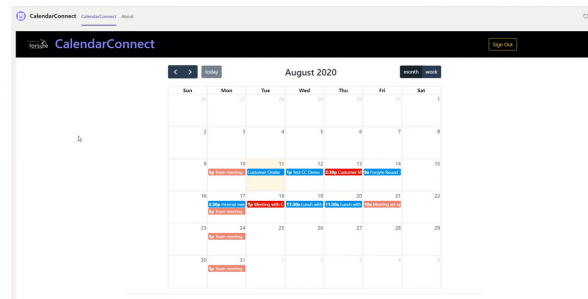 CalendarConnect CalendarConnect About
forsyte CalendarConnect Sign Out
today August 2020 month week
Sun Mon Tue Wed Thu Fri Sat
26 27 28 29 30 31 1
2 3 4 5 6 7 8
9 10 11 12 13 14 15
5p Team meeting Customer Onsite 1p Test CC Demo 2:30p Customer M 9a Forsyte Round T
16 17 18 19 20 21 22
2:30p Internal mee 1p Meeting with C 11:30a Lunch with 11:30a Lunch with 10a Meeting set up
5p Team meeting
23 24 25 26 27 28 29
5p Team meeting
30 31 1 2 3 4 5
5p Team meeting